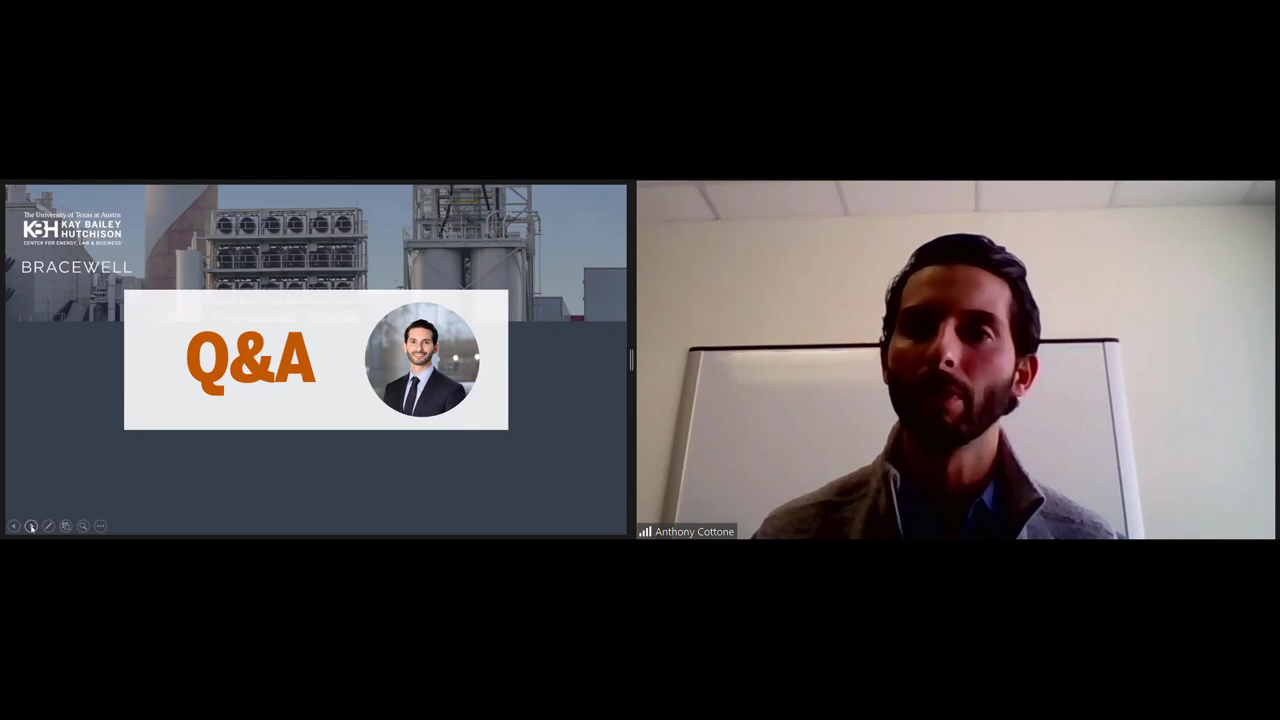 The University of Texas at Austin
KBH KAY BAILEY
HUTCHISON
CENTER FOR ENERGY, LAW & BUSINESS
BRACEWELL
Q&A
Anthony Cottone